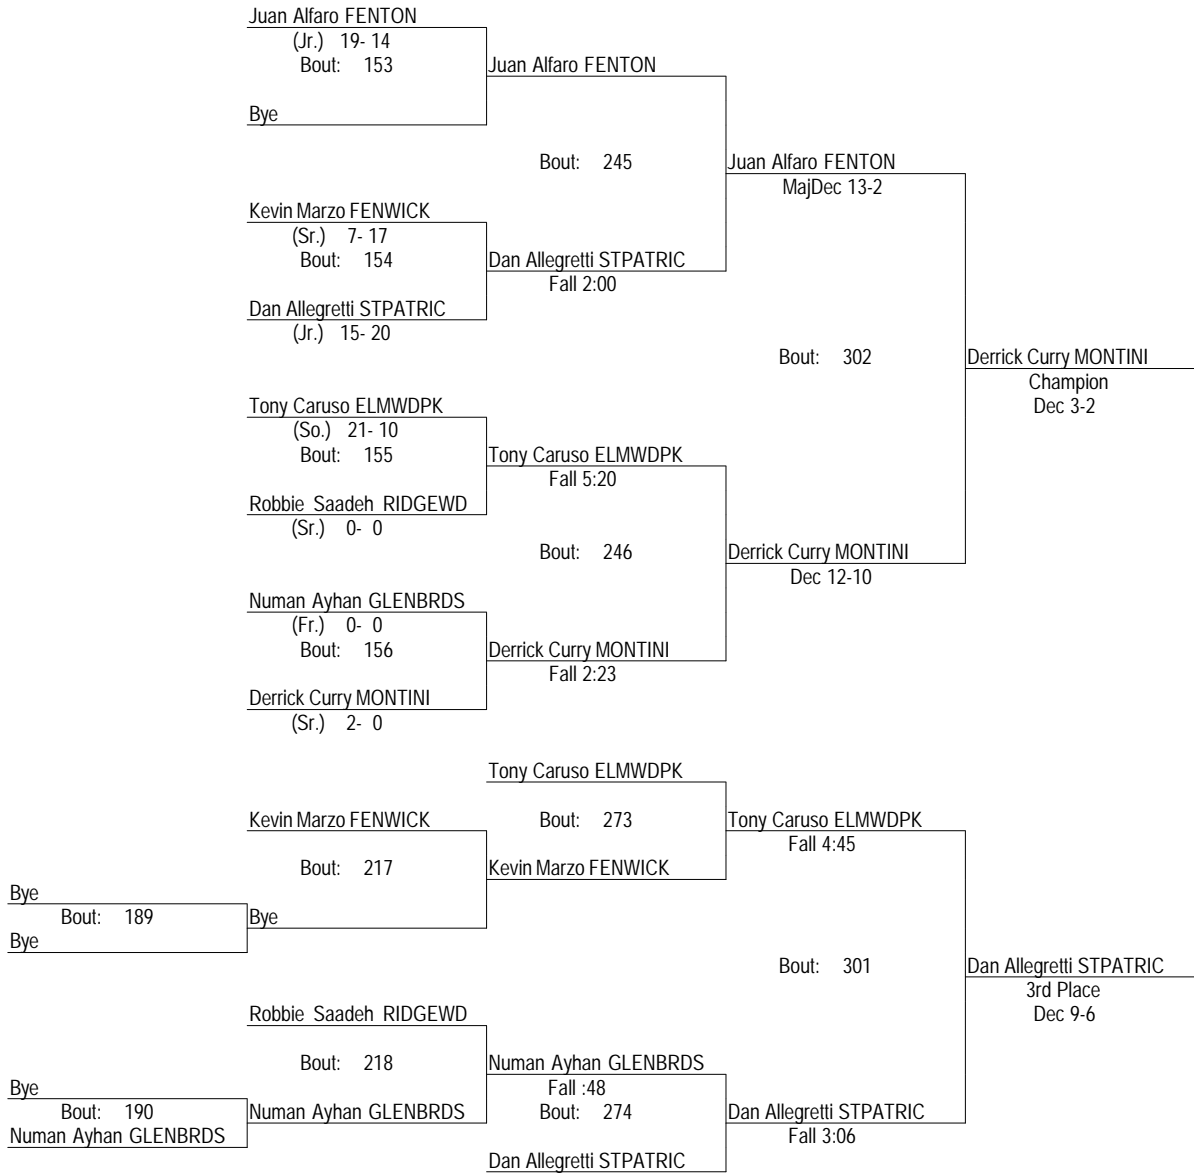 Juan Alfaro FENTON
(Jr.) 19- 14
Bout: 153
Juan Alfaro FENTON
Bye
Bout: 245
Juan Alfaro FENTON
MajDec 13-2
Kevin Marzo FENWICK
(Sr.) 7- 17
Bout: 154
Dan Allegretti STPATRIC
Fall 2:00
Dan Allegretti STPATRIC
(Jr.) 15- 20
Bout: 302
Derrick Curry MONTINI
Champion
Dec 3-2
Tony Caruso ELMWDPK
(So.) 21- 10
Bout: 155
Tony Caruso ELMWDPK
Fall 5:20
Robbie Saadeh RIDGEWD
(Sr.) 0- 0
Bout: 246
Derrick Curry MONTINI
Dec 12-10
Numan Ayhan GLENBRDS
(Fr.) 0- 0
Bout: 156
Derrick Curry MONTINI
Fall 2:23
Derrick Curry MONTINI
(Sr.) 2- 0
Tony Caruso ELMWDPK
Kevin Marzo FENWICK
Bout: 273
Tony Caruso ELMWDPK
Fall 4:45
Bout: 217
Kevin Marzo FENWICK
Bye
Bout: 189
Bye
Bye
Bout: 301
Dan Allegretti STPATRIC
3rd Place
Dec 9-6
Robbie Saadeh RIDGEWD
Bout: 218
Numan Ayhan GLENBRDS
Fall :48
Bye
Bout: 190
Numan Ayhan GLENBRDS
Bout: 274
Dan Allegretti STPATRIC
Fall 3:06
Numan Ayhan GLENBRDS
Dan Allegretti STPATRIC